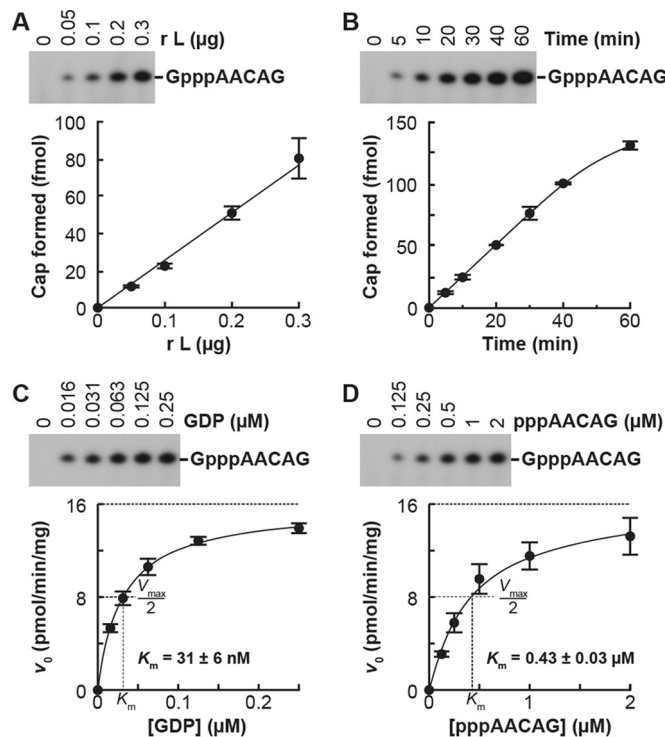 A
0
0.05
0.1
0.2
0.3
r L (µg)
GpppAACAG
Cap formed (fmol)
100
80
60
40
20
0
0
0.1
0.2
0.3
r L (µg)
B
0
5
10
20
30
40
60
Time (min)
GpppAACAG
Cap formed (fmol)
150
100
50
0
0
20
40
60
Time (min)
C
0
0.016
0.031
0.063
0.125
0.25
GDP (µM)
GpppAACAG
v0 (pmol/min/mg)
16
8
0
Vmax
2
Km = 31 ± 6 nM
0
Km
0.1
0.2
[GDP] (µM)
D
0
0.125
0.25
0.5
1
2
pppAACAG (µM)
GpppAACAG
v0 (pmol/min/mg)
16
8
0
Vmax
2
Km = 0.43 ± 0.03 µM
0
Km
1
2
[pppAACAG] (µM)